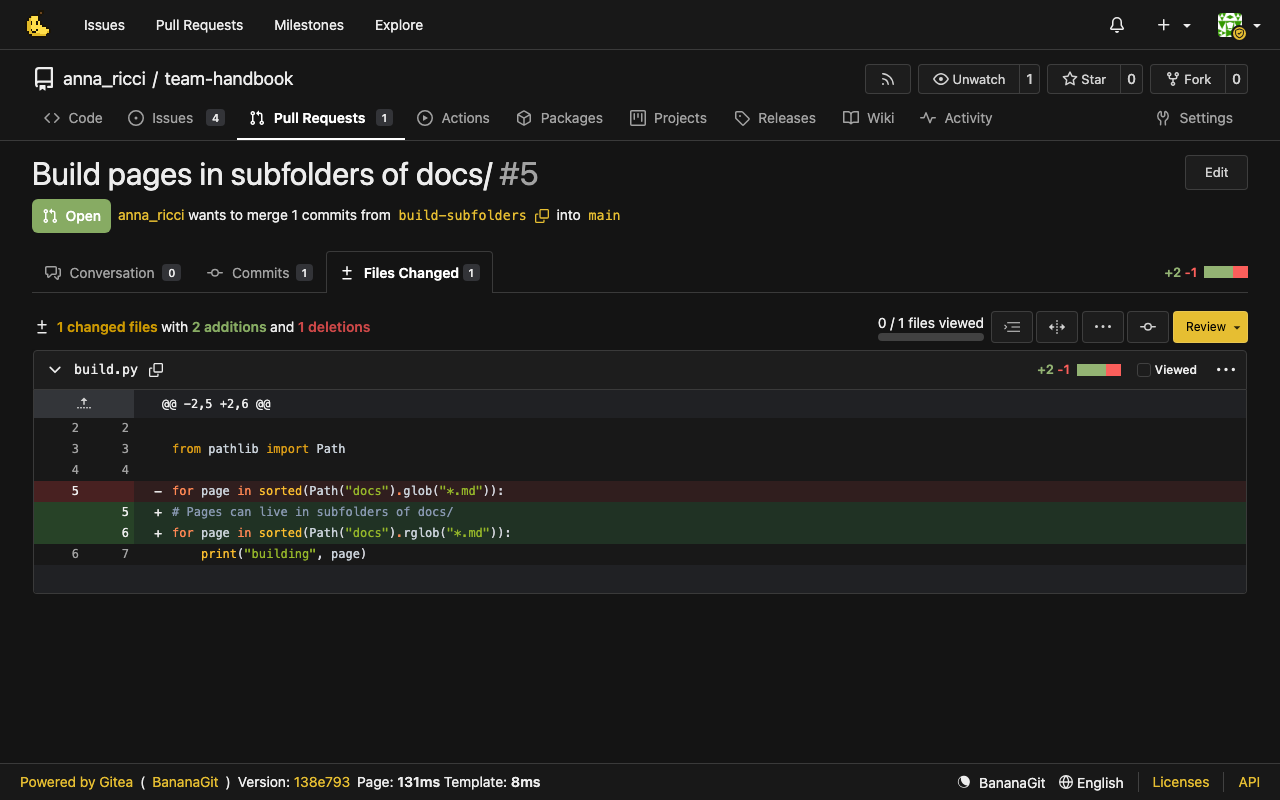 Issues Pull Requests Milestones Explore
anna_ricci / team-handbook Unwatch 1 Star 0 Fork 0
Code Issues 4 Pull Requests 1 Actions Packages Projects Releases Wiki Activity Settings
Build pages in subfolders of docs/ #5 Edit
Open anna_ricci wants to merge 1 commits from build-subfolders into main
Conversation 0 Commits 1 Files Changed 1 +2 -1
1 changed files with 2 additions and 1 deletions 0 / 1 files viewed Review
build.py +2 -1 Viewed
@@ -2,5 +2,6 @@
2 2
3 3 from pathlib import Path
4 4
5 - for page in sorted(Path("docs").glob("*.md")):
5 + # Pages can live in subfolders of docs/
6 + for page in sorted(Path("docs").rglob("*.md")):
6 7 print("building", page)
Powered by Gitea ( BananaGit ) Version: 138e793 Page: 131ms Template: 8ms BananaGit English Licenses API